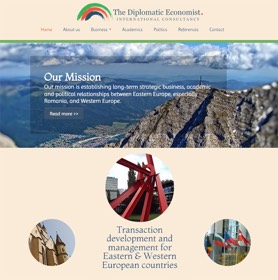 The Diplomatic Economist.
INTERNATIONAL CONSULTANCY
Home About us Business Academics Politics References Contact
Our Mission
Our mission is establishing long-term strategic business, academic
and political relationships between Eastern Europe, especially
Romania, and Western Europe.
Read more >>
Transaction
development and
management for
Eastern & Western
European countries